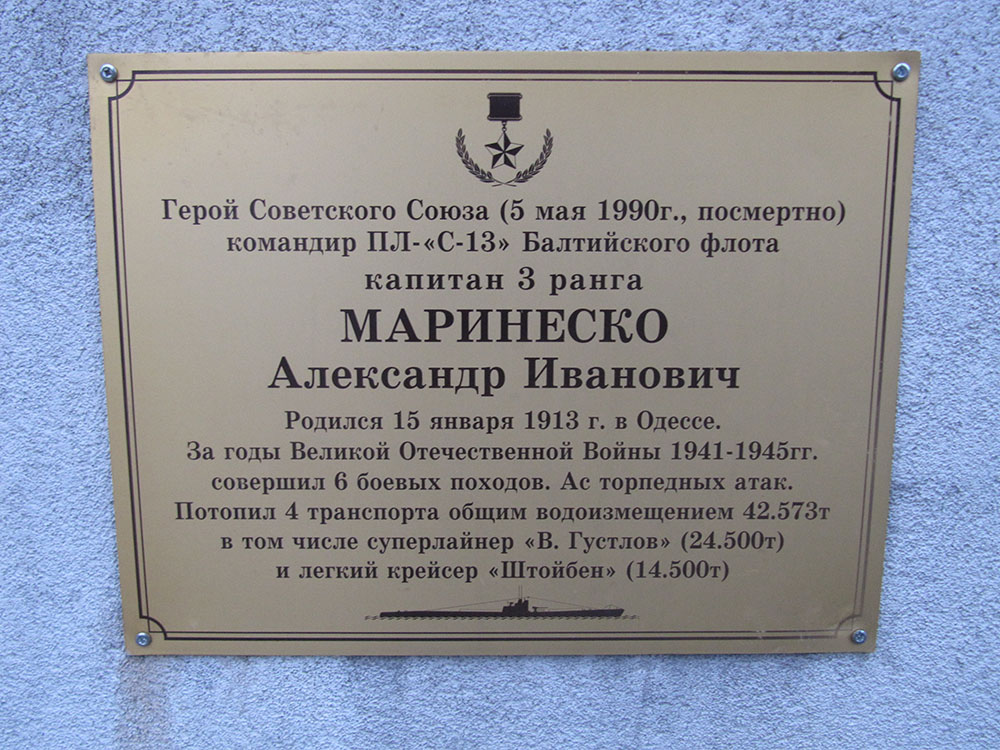 Герой Советского Союза (5 мая 1990г., посмертно)
командир ПЛ-«С-13» Балтийского флота
капитан 3 ранга
МАРИНЕСКО
Александр Иванович
Родился 15 января 1913 г. в Одессе.
За годы Великой Отечественной Войны 1941-1945гг.
совершил 6 боевых походов. Ас торпедных атак.
Потопил 4 транспорта общим водоизмещением 42.573т
в том числе суперлайнер «В. Густлов» (24.500т)
и легкий крейсер «Штойбен» (14.500т)